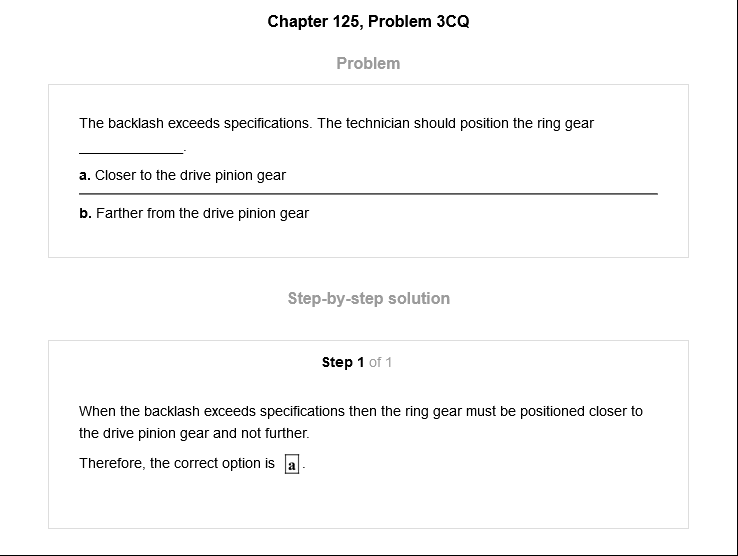 Chapter 125, Problem 3CQ
Problem
The backlash exceeds specifications. The technician should position the ring gear
_____________.
a. Closer to the drive pinion gear
b. Farther from the drive pinion gear
Step-by-step solution
Step 1 of 1
When the backlash exceeds specifications then the ring gear must be positioned closer to
the drive pinion gear and not further.
Therefore, the correct option is a.